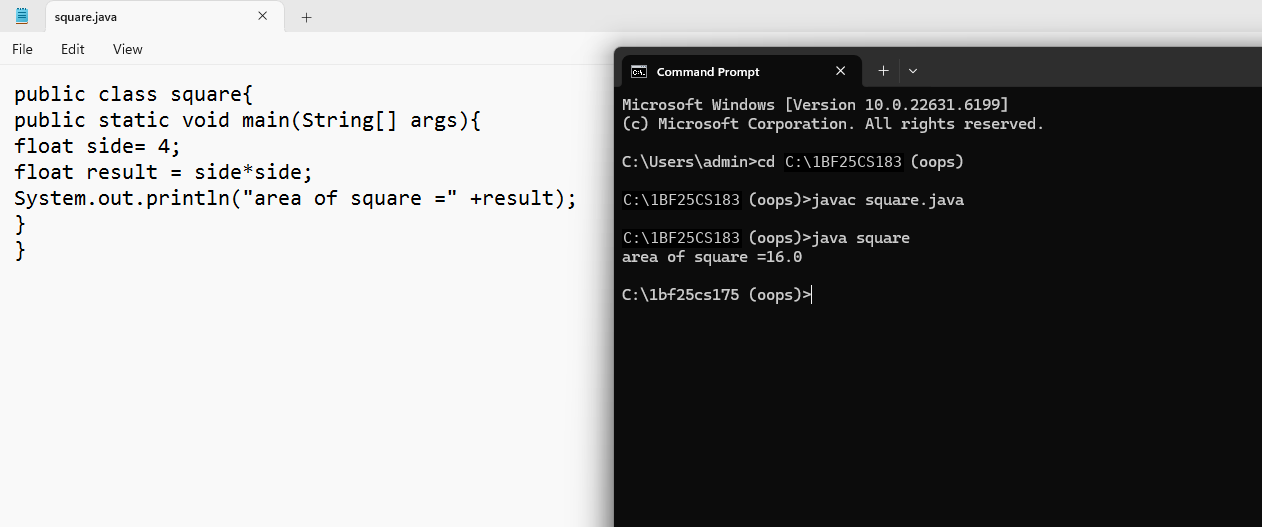 square.java
File Edit View
public class square{
public static void main(String[] args){
float side= 4;
float result = side*side;
System.out.println("area of square =" +result);
}
}
Command Prompt
Microsoft Windows [Version 10.0.22631.6199]
(c) Microsoft Corporation. All rights reserved.
C:\Users\admin>cd C:\1BF25CS183 (oops)
C:\1BF25CS183 (oops)>javac square.java
C:\1BF25CS183 (oops)>java square
area of square =16.0
C:\1bf25cs175 (oops)>